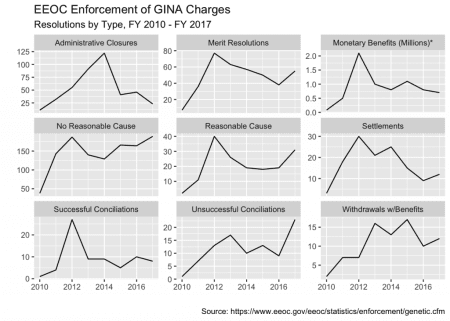 EEOC Enforcement of GINA Charges
Resolutions by Type, FY 2010 - FY 2017
Administrative Closures
Merit Resolutions
Monetary Benefits (Millions)*
125
100
75
50
25
80
60
40
20
2.0
1.5
1.0
0.5
0.0
No Reasonable Cause
Reasonable Cause
Settlements
150
100
50
40
30
20
10
30
20
10
Successful Conciliations
Unsuccessful Conciliations
Withdrawals w/Benefits
20
10
0
20
15
10
5
15
10
5
2010 2012 2014 2016
2010 2012 2014 2016
2010 2012 2014 2016
Source: https://www.eeoc.gov/eeoc/statistics/enforcement/genetic.cfm